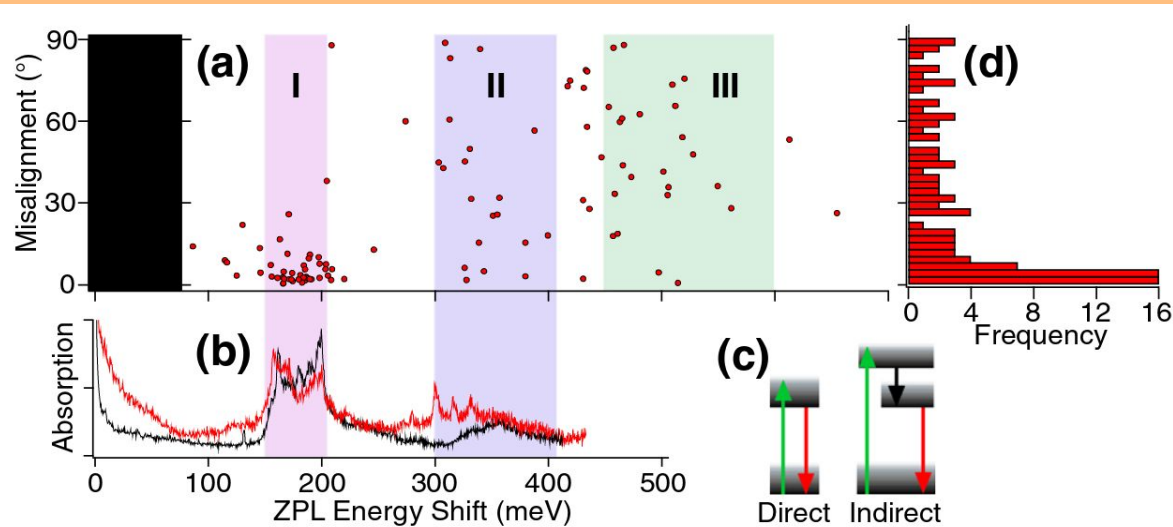 90
60
30
0
Misalignment (°)
(a)
I
II
III
(d)
0 4 8 12 16
Frequency
(b)
Absorption
0 100 200 300 400 500
ZPL Energy Shift (meV)
(c)
Direct Indirect